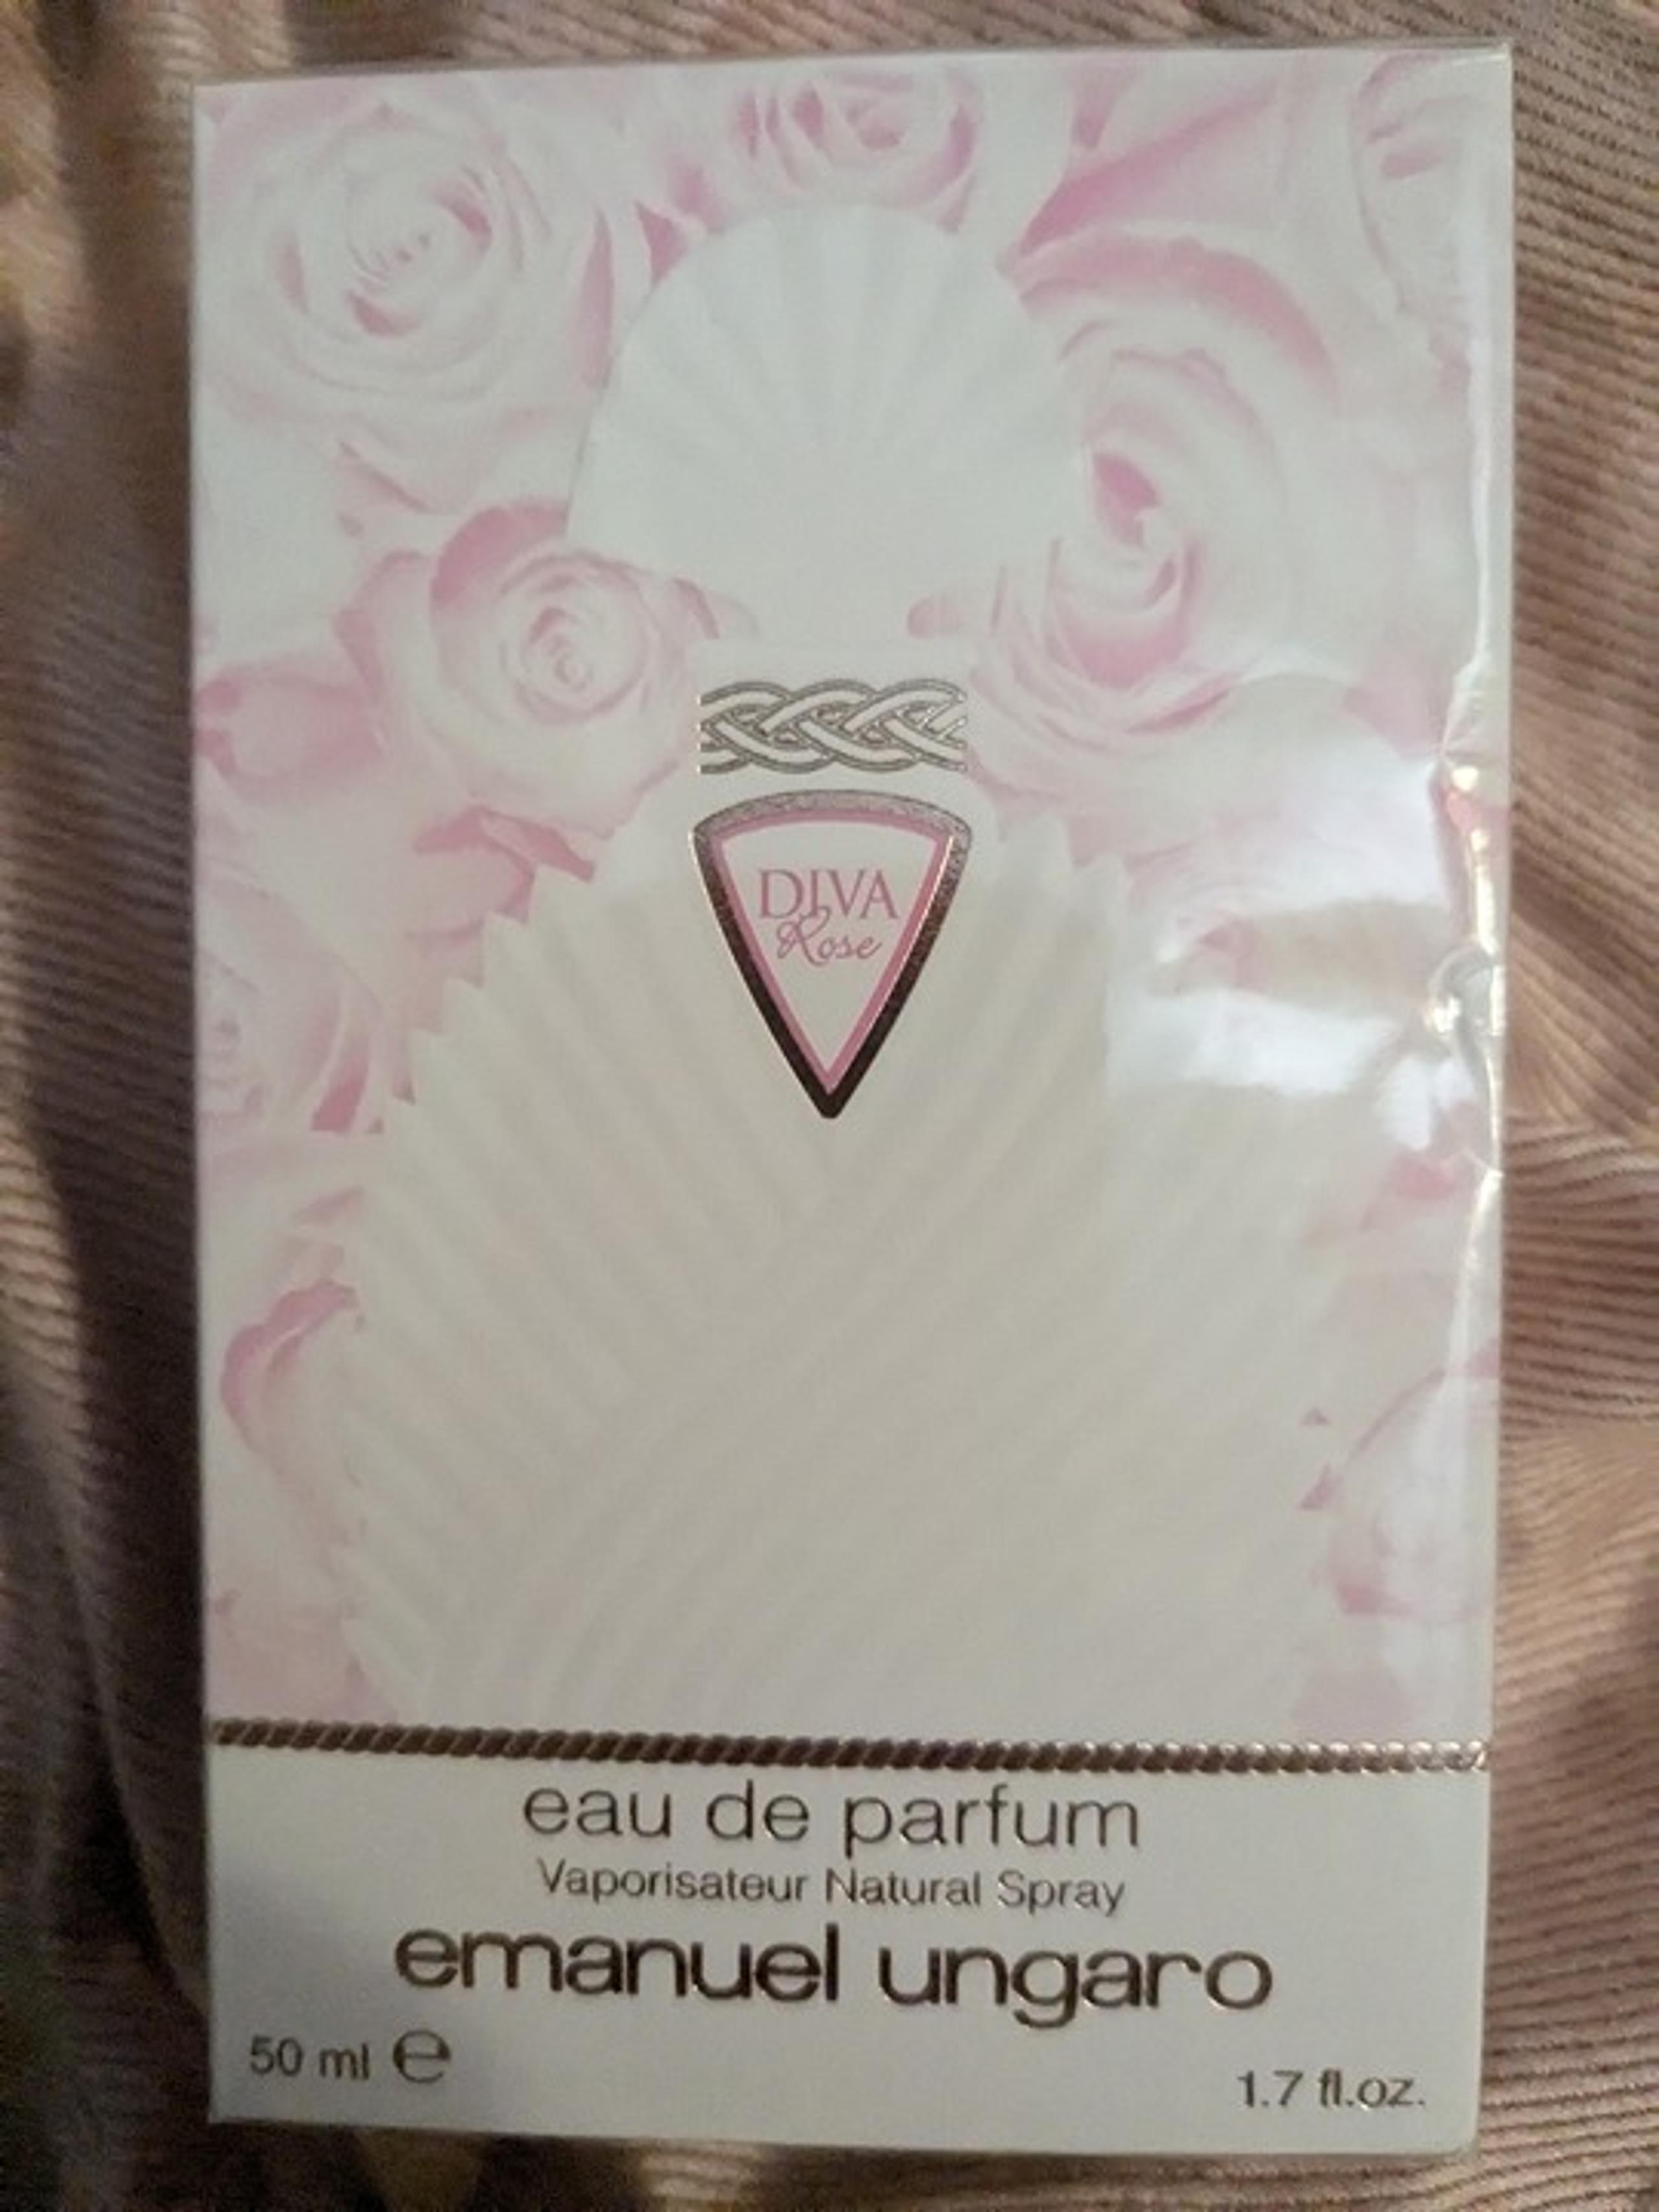 DIVA
Rose
eau de parfum
Vaporisateur Natural Spray
emanuel ungaro
50 ml ℮
1.7 fl.oz.